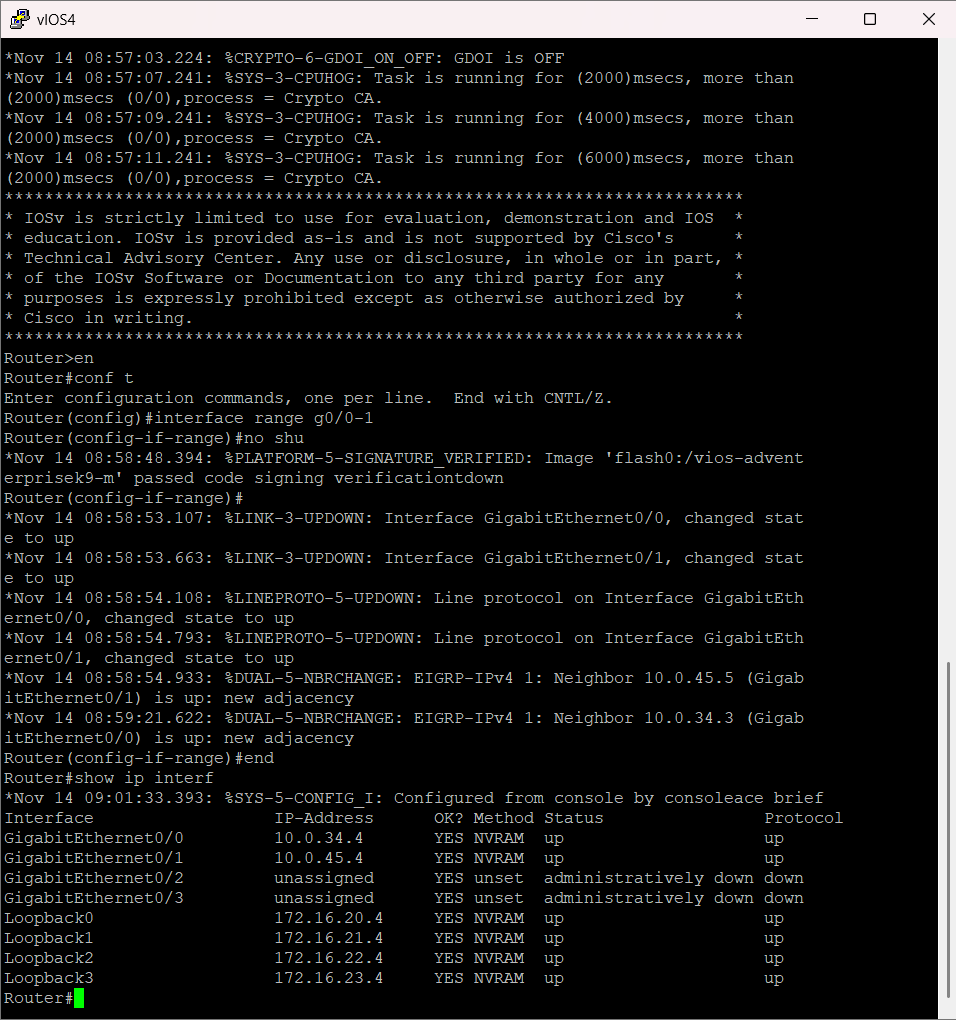 vIOS4
*Nov 14 08:57:03.224: %CRYPTO-6-GDOI_ON_OFF: GDOI is OFF
*Nov 14 08:57:07.241: %SYS-3-CPUHOG: Task is running for (2000)msecs, more than
(2000)msecs (0/0),process = Crypto CA.
*Nov 14 08:57:09.241: %SYS-3-CPUHOG: Task is running for (4000)msecs, more than
(2000)msecs (0/0),process = Crypto CA.
*Nov 14 08:57:11.241: %SYS-3-CPUHOG: Task is running for (6000)msecs, more than
(2000)msecs (0/0),process = Crypto CA.
**************************************************************************
* IOSv is strictly limited to use for evaluation, demonstration and IOS  *
* education. IOSv is provided as-is and is not supported by Cisco's      *
* Technical Advisory Center. Any use or disclosure, in whole or in part, *
* of the IOSv Software or Documentation to any third party for any       *
* purposes is expressly prohibited except as otherwise authorized by     *
* Cisco in writing.                                                      *
**************************************************************************
Router>en
Router#conf t
Enter configuration commands, one per line.  End with CNTL/Z.
Router(config)#interface range g0/0-1
Router(config-if-range)#no shu
*Nov 14 08:58:48.394: %PLATFORM-5-SIGNATURE_VERIFIED: Image 'flash0:/vios-advent
erprisek9-m' passed code signing verificationtdown
Router(config-if-range)#
*Nov 14 08:58:53.107: %LINK-3-UPDOWN: Interface GigabitEthernet0/0, changed stat
e to up
*Nov 14 08:58:53.663: %LINK-3-UPDOWN: Interface GigabitEthernet0/1, changed stat
e to up
*Nov 14 08:58:54.108: %LINEPROTO-5-UPDOWN: Line protocol on Interface GigabitEth
ernet0/0, changed state to up
*Nov 14 08:58:54.793: %LINEPROTO-5-UPDOWN: Line protocol on Interface GigabitEth
ernet0/1, changed state to up
*Nov 14 08:58:54.933: %DUAL-5-NBRCHANGE: EIGRP-IPv4 1: Neighbor 10.0.45.5 (Gigab
itEthernet0/1) is up: new adjacency
*Nov 14 08:59:21.622: %DUAL-5-NBRCHANGE: EIGRP-IPv4 1: Neighbor 10.0.34.3 (Gigab
itEthernet0/0) is up: new adjacency
Router(config-if-range)#end
Router#show ip interf
*Nov 14 09:01:33.393: %SYS-5-CONFIG_I: Configured from console by consoleace brief
Interface                  IP-Address      OK? Method Status                Protocol
GigabitEthernet0/0         10.0.34.4       YES NVRAM  up                    up
GigabitEthernet0/1         10.0.45.4       YES NVRAM  up                    up
GigabitEthernet0/2         unassigned      YES unset  administratively down down
GigabitEthernet0/3         unassigned      YES unset  administratively down down
Loopback0                  172.16.20.4     YES NVRAM  up                    up
Loopback1                  172.16.21.4     YES NVRAM  up                    up
Loopback2                  172.16.22.4     YES NVRAM  up                    up
Loopback3                  172.16.23.4     YES NVRAM  up                    up
Router#